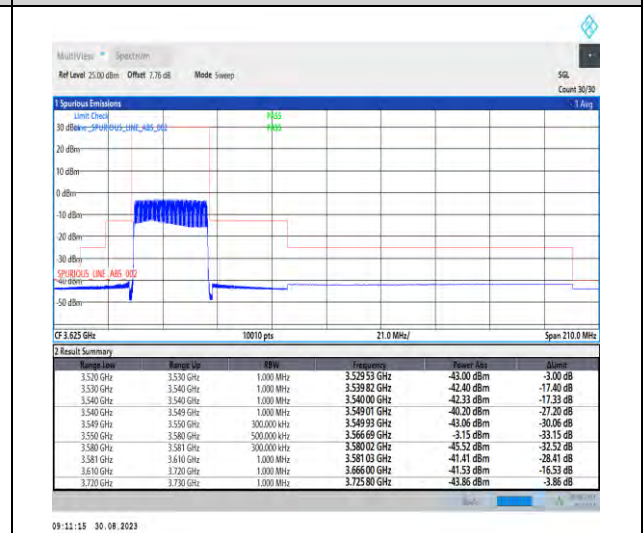 MultiView Spectrum
Ref Level 25.00 dBm Offset 7.76 dB Mode Sweep SGL
Count 30/30
1 Spurious Emissions 1 Avg
Limit Check PASS
30 dBm Line _SPURIOUS_LINE_ABS_002 PASS
20 dBm
10 dBm
0 dBm
-10 dBm
-20 dBm
-30 dBm
SPURIOUS_LINE_ABS_002
-40 dBm
-50 dBm
CF 3.625 GHz 10010 pts 21.0 MHz/ Span 210.0 MHz
2 Result Summary
Range Low Range Up RBW Frequency Power Abs ΔLimit
3.520 GHz 3.530 GHz 1.000 MHz 3.529 53 GHz -43.00 dBm -3.00 dB
3.530 GHz 3.540 GHz 1.000 MHz 3.539 82 GHz -42.40 dBm -17.40 dB
3.540 GHz 3.540 GHz 1.000 MHz 3.540 00 GHz -42.33 dBm -17.33 dB
3.540 GHz 3.549 GHz 1.000 MHz 3.549 01 GHz -40.20 dBm -27.20 dB
3.549 GHz 3.550 GHz 300.000 kHz 3.549 93 GHz -43.06 dBm -30.06 dB
3.550 GHz 3.580 GHz 500.000 kHz 3.566 69 GHz -3.15 dBm -33.15 dB
3.580 GHz 3.581 GHz 300.000 kHz 3.580 02 GHz -45.52 dBm -32.52 dB
3.581 GHz 3.610 GHz 1.000 MHz 3.581 03 GHz -41.41 dBm -28.41 dB
3.610 GHz 3.720 GHz 1.000 MHz 3.666 00 GHz -41.53 dBm -16.53 dB
3.720 GHz 3.730 GHz 1.000 MHz 3.725 80 GHz -43.86 dBm -3.86 dB
09:11:15 30.08.2023